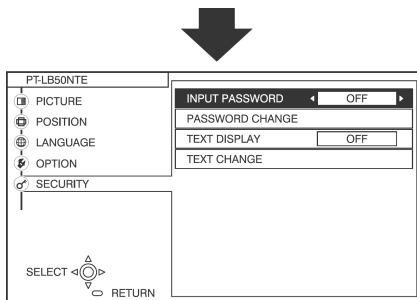 PT-LB50NTE
PICTURE
POSITION
LANGUAGE
OPTION
SECURITY
SELECT
RETURN
INPUT PASSWORD OFF
PASSWORD CHANGE
TEXT DISPLAY OFF
TEXT CHANGE